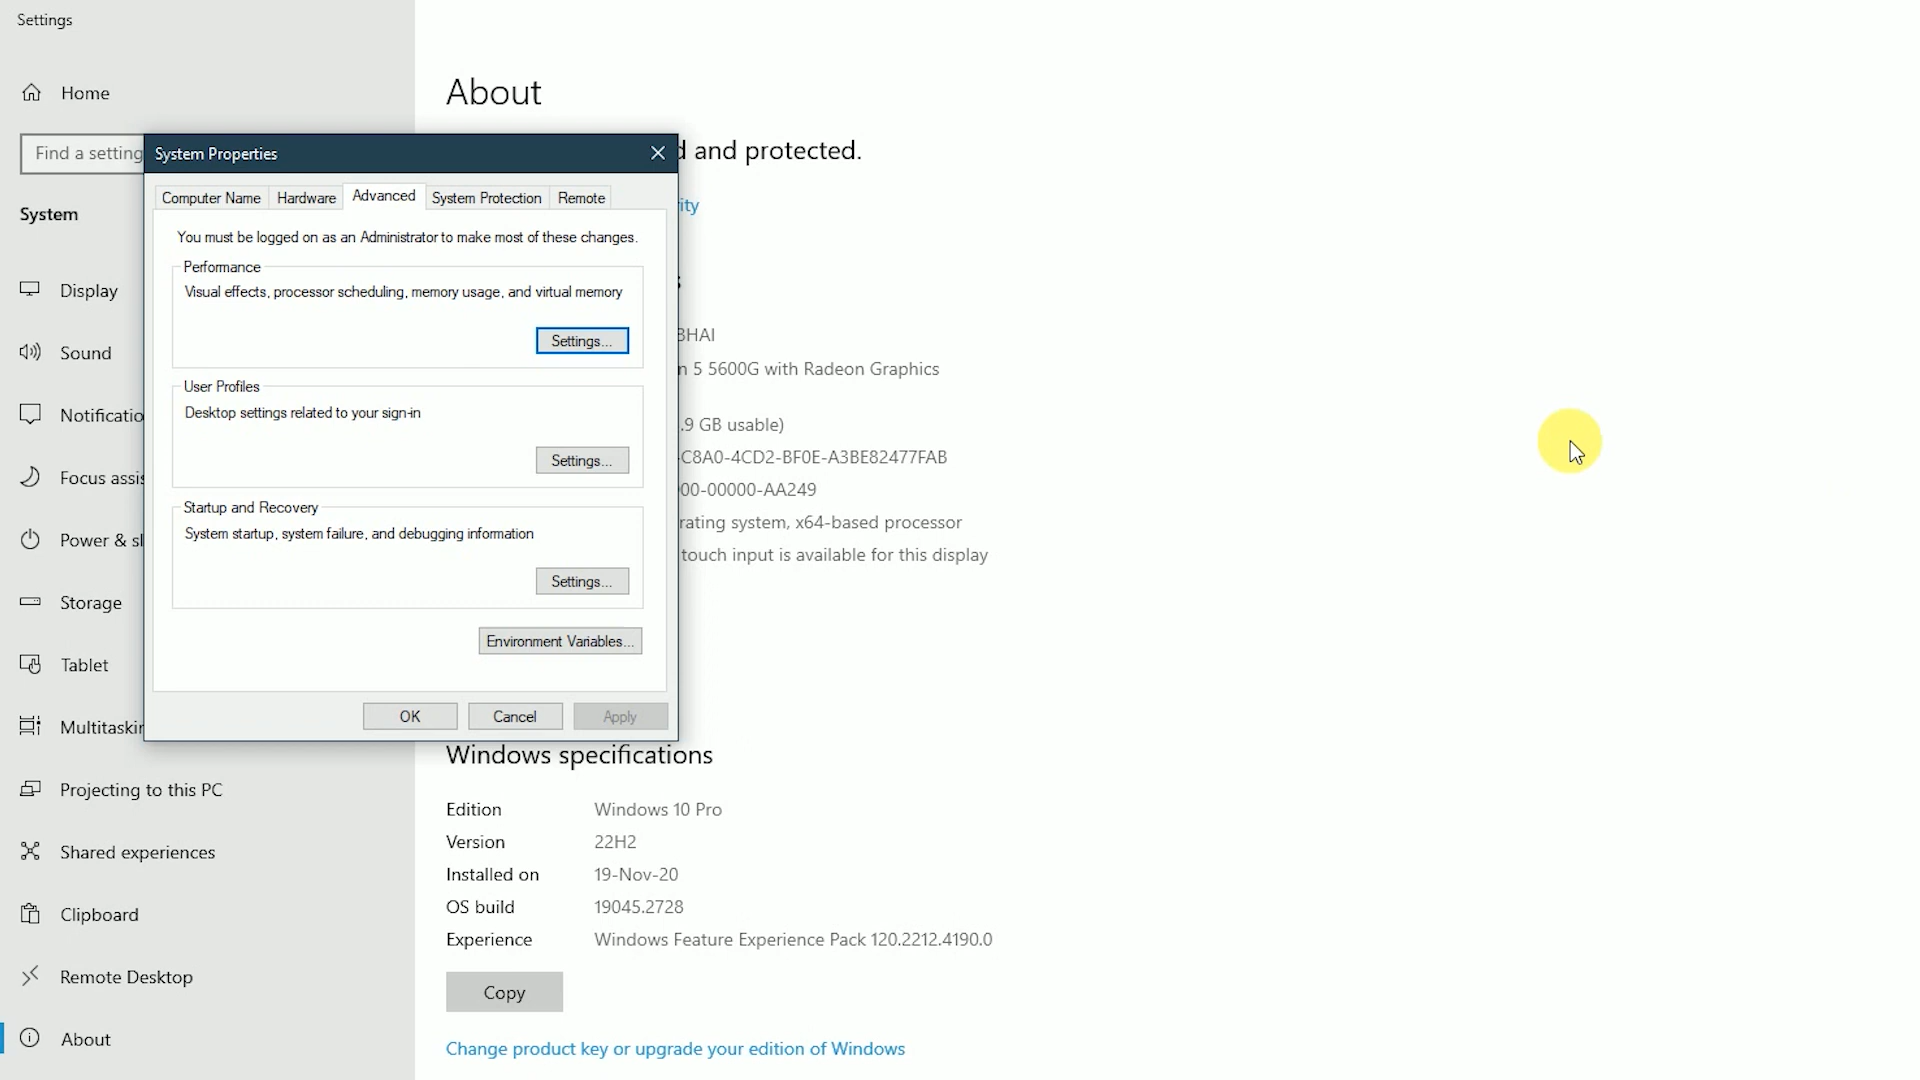 Settings
Home
Find a setting
System
Display
Sound
Notificatio
Focus assis
Power & sl
Storage
Tablet
Multitaskin
Projecting to this PC
Shared experiences
Clipboard
Remote Desktop
About
System Properties
Computer Name Hardware Advanced System Protection Remote
You must be logged on as an Administrator to make most of these changes.
Performance
Visual effects, processor scheduling, memory usage, and virtual memory
Settings...
User Profiles
Desktop settings related to your sign-in
Settings...
Startup and Recovery
System startup, system failure, and debugging information
Settings...
Environment Variables...
OK Cancel Apply
About
d and protected.
ity
s
BHAI
n 5 5600G with Radeon Graphics
.9 GB usable)
-C8A0-4CD2-BF0E-A3BE82477FAB
00-00000-AA249
rating system, x64-based processor
touch input is available for this display
Windows specifications
Edition Windows 10 Pro
Version 22H2
Installed on 19-Nov-20
OS build 19045.2728
Experience Windows Feature Experience Pack 120.2212.4190.0
Copy
Change product key or upgrade your edition of Windows